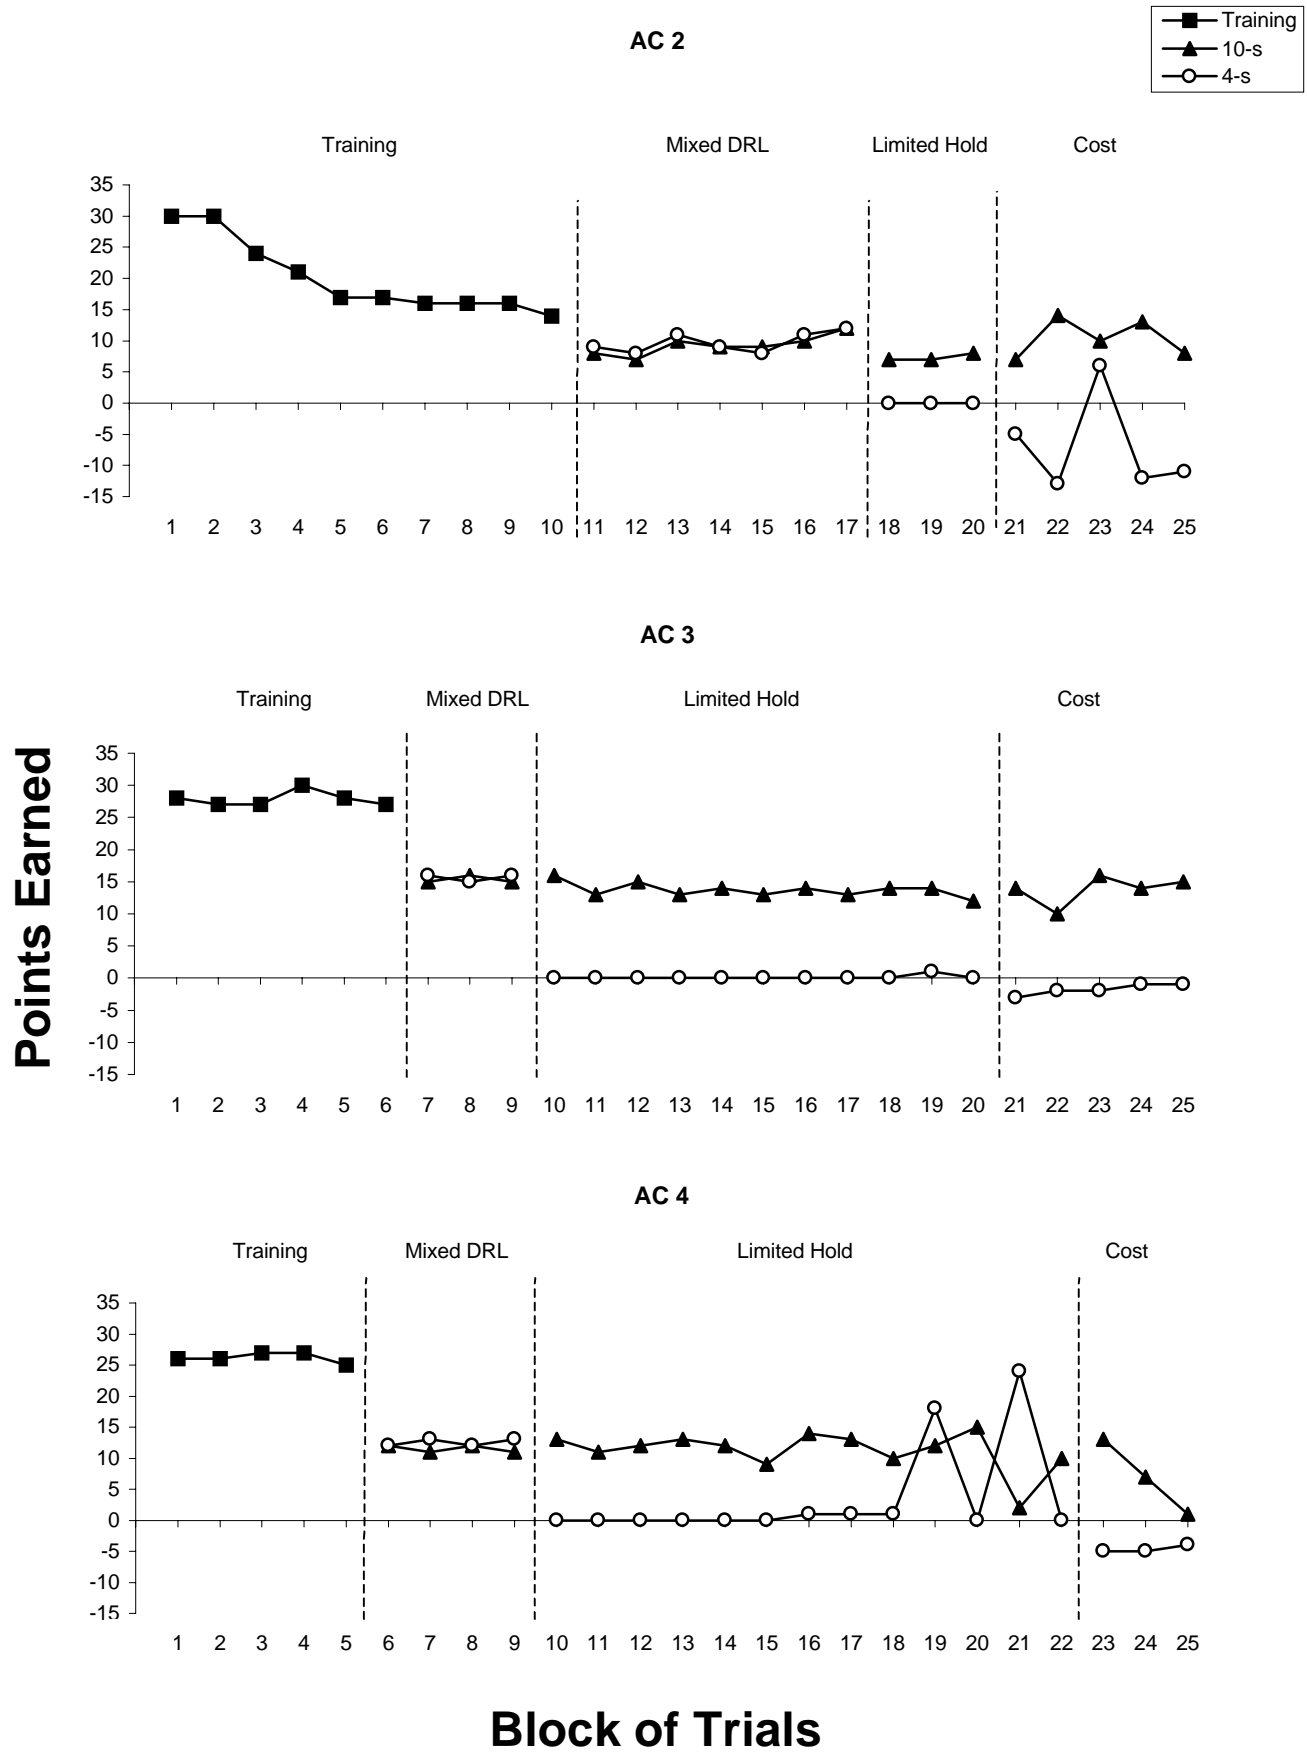 AC 2
Training
10-s
4-s
Training Mixed DRL Limited Hold Cost
35
30
25
20
15
10
5
0
-5
-10
-15
1 2 3 4 5 6 7 8 9 10 11 12 13 14 15 16 17 18 19 20 21 22 23 24 25
AC 3
Training Mixed DRL Limited Hold Cost
35
30
25
20
15
10
5
0
-5
-10
-15
1 2 3 4 5 6 7 8 9 10 11 12 13 14 15 16 17 18 19 20 21 22 23 24 25
Points Earned
AC 4
Training Mixed DRL Limited Hold Cost
35
30
25
20
15
10
5
0
-5
-10
-15
1 2 3 4 5 6 7 8 9 10 11 12 13 14 15 16 17 18 19 20 21 22 23 24 25
Block of Trials